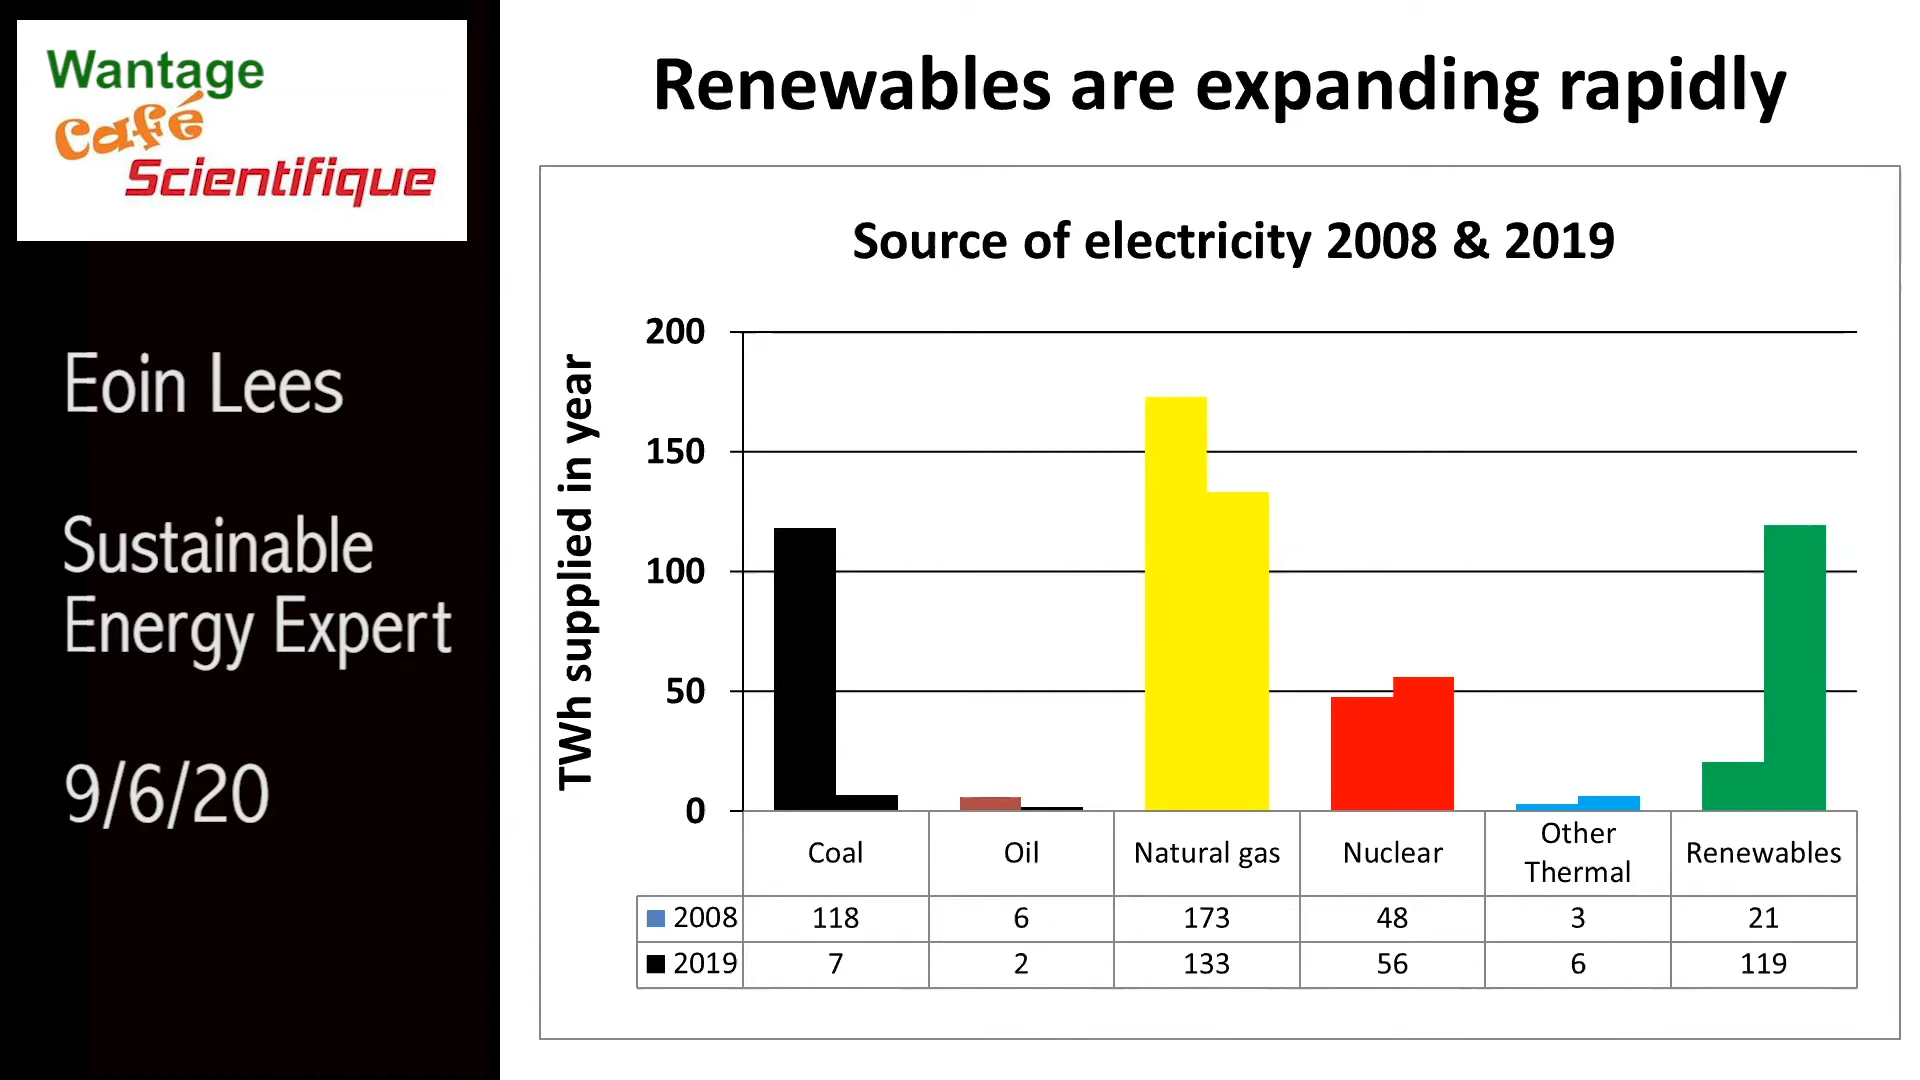 Wantage
Café
Scientifique
Eoin Lees
Sustainable
Energy Expert
9/6/20
Renewables are expanding rapidly
Source of electricity 2008 & 2019
TWh supplied in year
200
150
100
50
0
Coal Oil Natural gas Nuclear Other Thermal Renewables
2008 118 6 173 48 3 21
2019 7 2 133 56 6 119